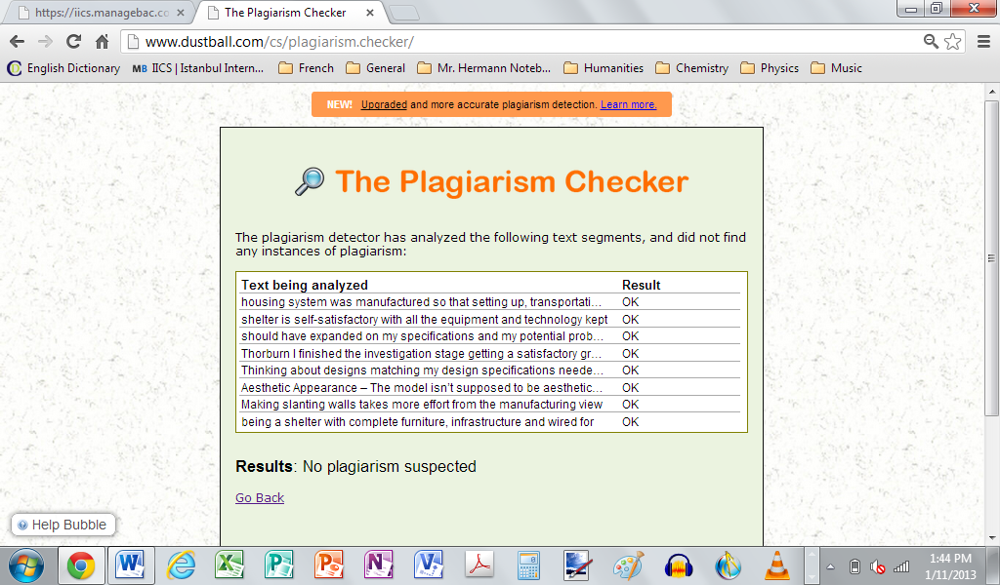 https://iics.managebac.co
The Plagiarism Checker
www.dustball.com/cs/plagiarism.checker/
English Dictionary
MB IICS | Istanbul Intern...
French
General
Mr. Hermann Noteb...
Humanities
Chemistry
Physics
Music
NEW! Upgraded and more accurate plagiarism detection. Learn more.
The Plagiarism Checker
The plagiarism detector has analyzed the following text segments, and did not find
any instances of plagiarism:
Text being analyzed Result
housing system was manufactured so that setting up, transportati... OK
shelter is self-satisfactory with all the equipment and technology kept OK
should have expanded on my specifications and my potential prob... OK
Thorburn I finished the investigation stage getting a satisfactory gr... OK
Thinking about designs matching my design specifications neede... OK
Aesthetic Appearance – The model isn't supposed to be aesthetic... OK
Making slanting walls takes more effort from the manufacturing view OK
being a shelter with complete furniture, infrastructure and wired for OK
Results: No plagiarism suspected
Go Back
Help Bubble
1:44 PM
1/11/2013